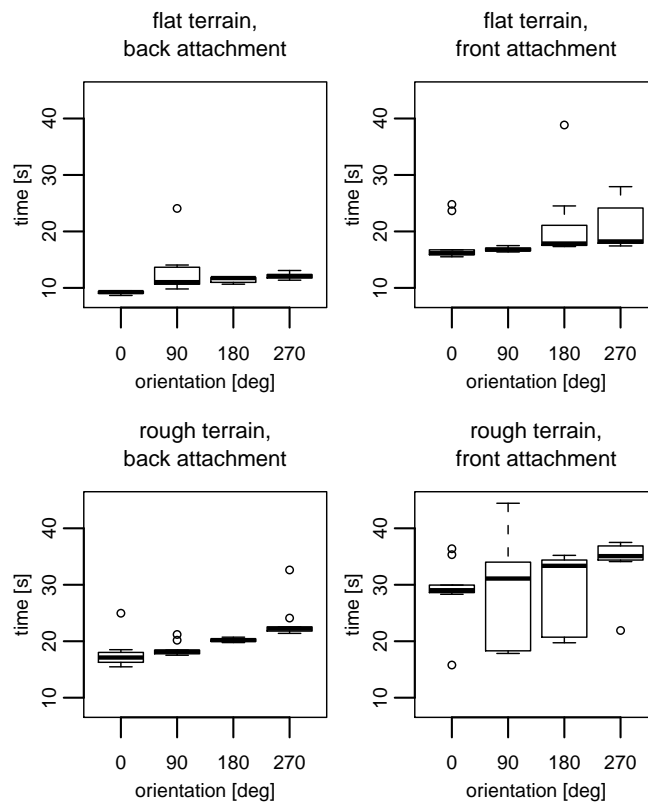 flat terrain,
back attachment
40
30
20
10
time [s]
0 90 180 270
orientation [deg]
flat terrain,
front attachment
40
30
20
10
time [s]
0 90 180 270
orientation [deg]
rough terrain,
back attachment
40
30
20
10
time [s]
0 90 180 270
orientation [deg]
rough terrain,
front attachment
40
30
20
10
time [s]
0 90 180 270
orientation [deg]